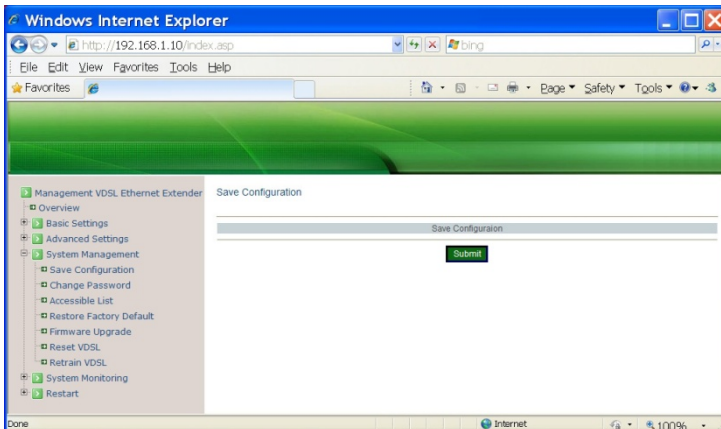 Windows Internet Explorer
http://192.168.1.10/index.asp
bing
File Edit View Favorites Tools Help
Favorites
Page Safety Tools
Management VDSL Ethernet Extender
Overview
Basic Settings
Advanced Settings
System Management
Save Configuration
Change Password
Accessible List
Restore Factory Default
Firmware Upgrade
Reset VDSL
Retrain VDSL
System Monitoring
Restart
Save Configuration
Save Configuraion
Submit
Done
Internet
100%